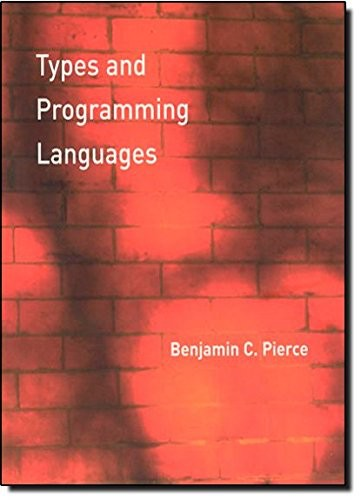 Types and
Programming
Languages
Benjamin C. Pierce